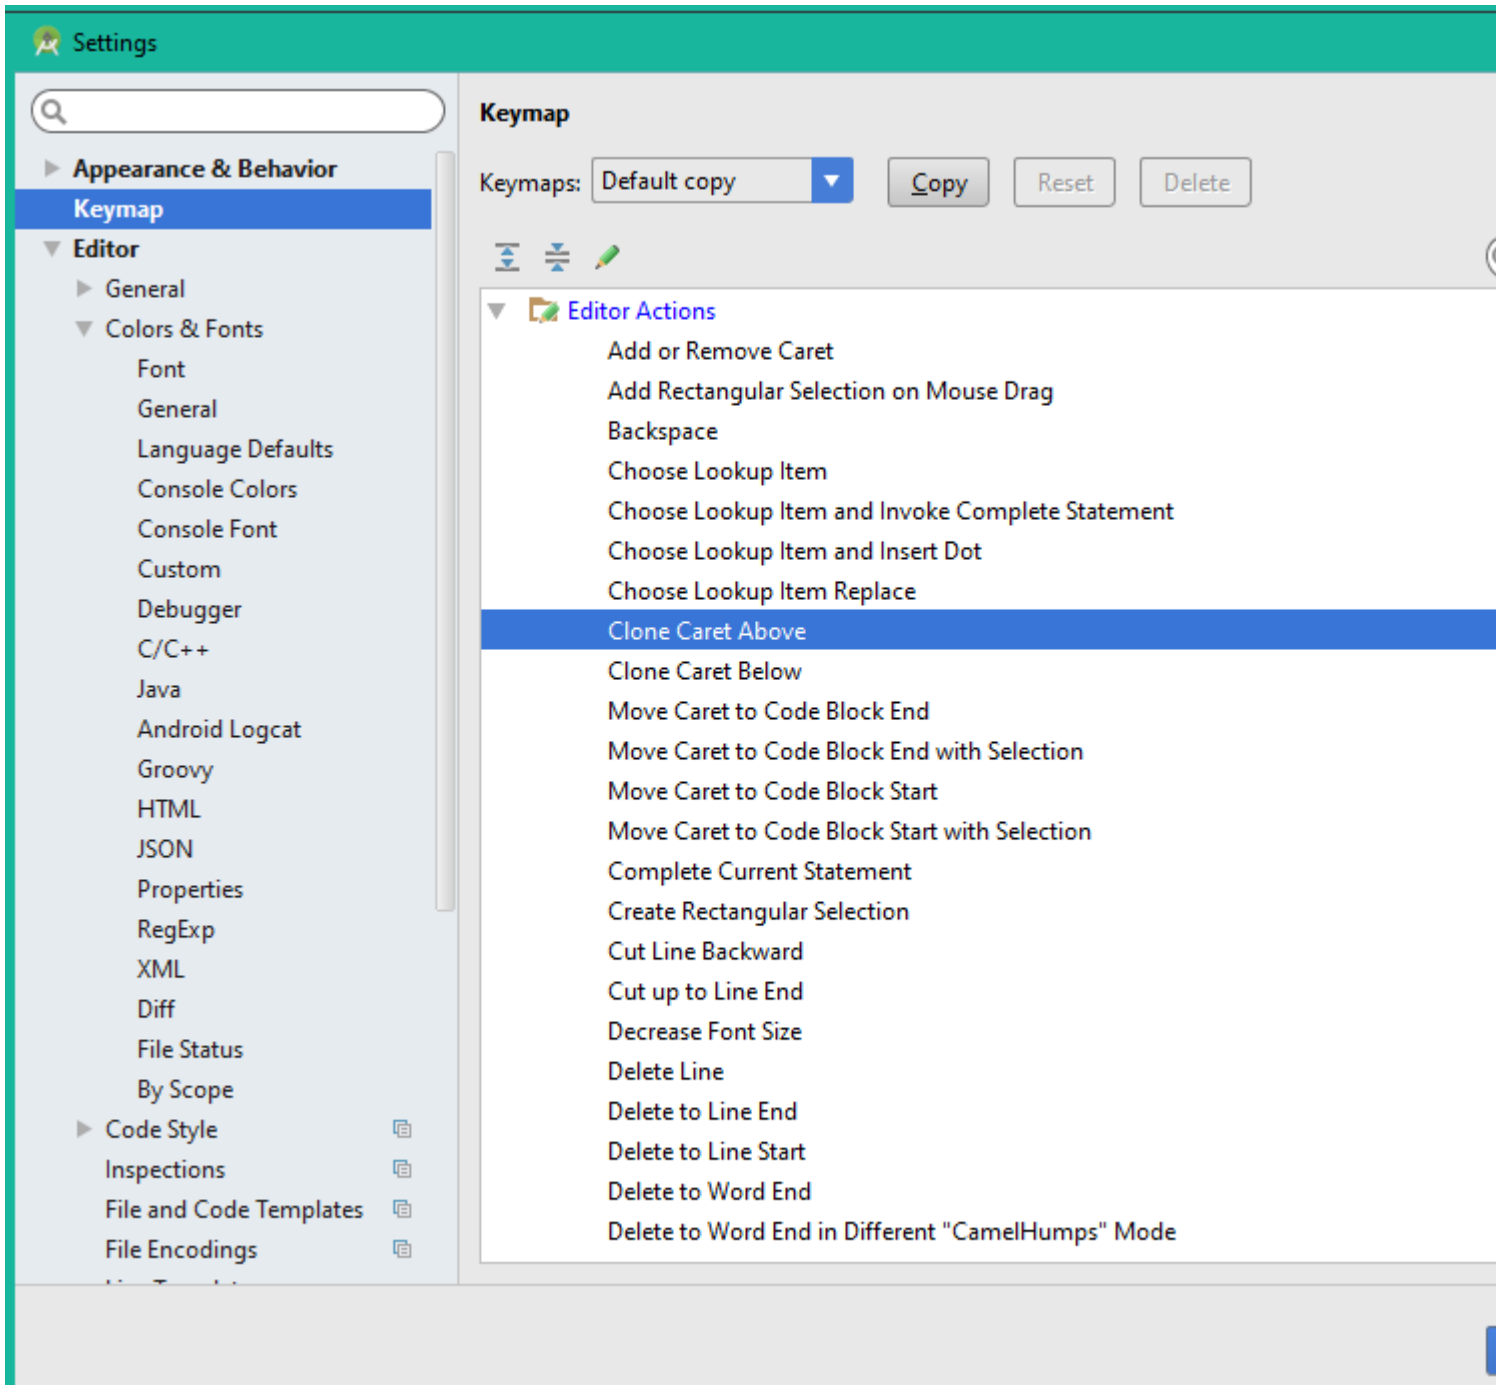 Settings
Appearance & Behavior
Keymap
Editor
General
Colors & Fonts
Font
General
Language Defaults
Console Colors
Console Font
Custom
Debugger
C/C++
Java
Android Logcat
Groovy
HTML
JSON
Properties
RegExp
XML
Diff
File Status
By Scope
Code Style
Inspections
File and Code Templates
File Encodings
Keymap
Keymaps: Default copy Copy Reset Delete
Editor Actions
Add or Remove Caret
Add Rectangular Selection on Mouse Drag
Backspace
Choose Lookup Item
Choose Lookup Item and Invoke Complete Statement
Choose Lookup Item and Insert Dot
Choose Lookup Item Replace
Clone Caret Above
Clone Caret Below
Move Caret to Code Block End
Move Caret to Code Block End with Selection
Move Caret to Code Block Start
Move Caret to Code Block Start with Selection
Complete Current Statement
Create Rectangular Selection
Cut Line Backward
Cut up to Line End
Decrease Font Size
Delete Line
Delete to Line End
Delete to Line Start
Delete to Word End
Delete to Word End in Different "CamelHumps" Mode